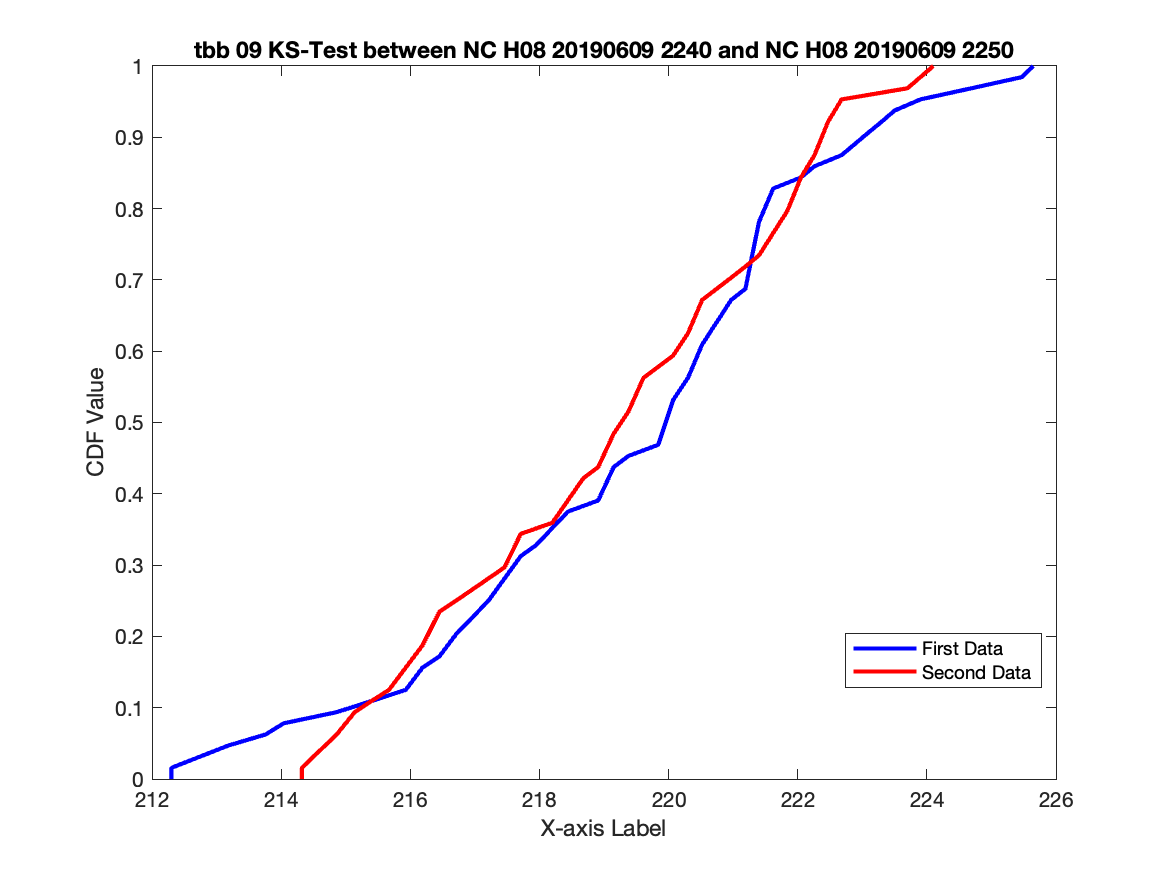 tbb 09 KS-Test between NC H08 20190609 2240 and NC H08 20190609 2250
1
0.9
0.8
0.7
0.6
0.5
0.4
0.3
0.2
0.1
0
CDF Value
First Data
Second Data
212 214 216 218 220 222 224 226
X-axis Label